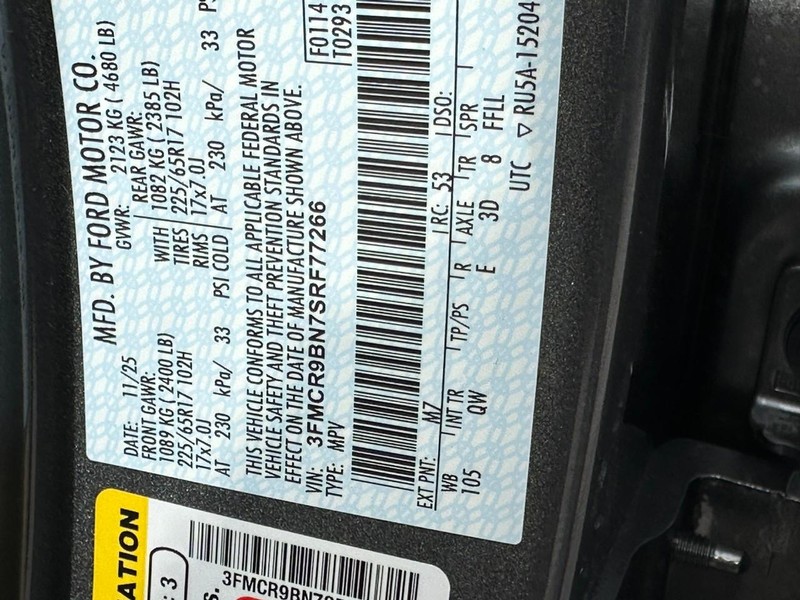 MFD. BY FORD MOTOR CO.
DATE: 11/25
GVWR: 2123 KG ( 4680 LB)
FRONT GAWR:
REAR GAWR:
1089 KG ( 2400 LB)
WITH
1082 KG ( 2385 LB)
225/65R17 102H
TIRES
225/65R17 102H
17x7.0J
RIMS
17x7.0J
AT 230 kPa/ 33 PSI COLD
AT 230 kPa/ 33
THIS VEHICLE CONFORMS TO ALL APPLICABLE FEDERAL MOTOR
VEHICLE SAFETY AND THEFT PREVENTION STANDARDS IN
EFFECT ON THE DATE OF MANUFACTURE SHOWN ABOVE.
VIN: 3FMCR9BN7SRF77266
TYPE: MPV
F0114
T0293
EXT PNT: M7 RC: 53 DSO:
WB INT TR TP/PS R AXLE TR SPR
105 QW E 3D 8 FFLL
UTC ▽ RU5A-15204
ATION
: 3
3FMCR9BN7S